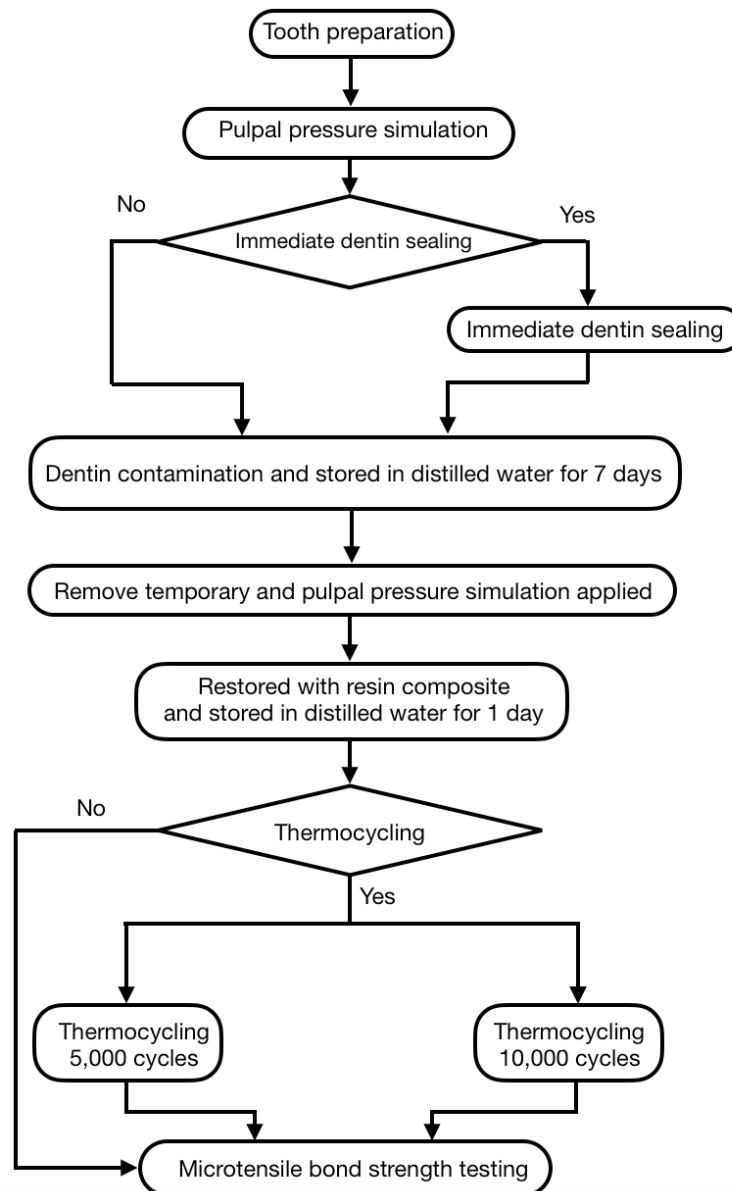 Tooth preparation
Pulpal pressure simulation
No
Yes
Immediate dentin sealing
Immediate dentin sealing
Dentin contamination and stored in distilled water for 7 days
Remove temporary and pulpal pressure simulation applied
Restored with resin composite
and stored in distilled water for 1 day
No
Thermocycling
Yes
Thermocycling
5,000 cycles
Thermocycling
10,000 cycles
Microtensile bond strength testing